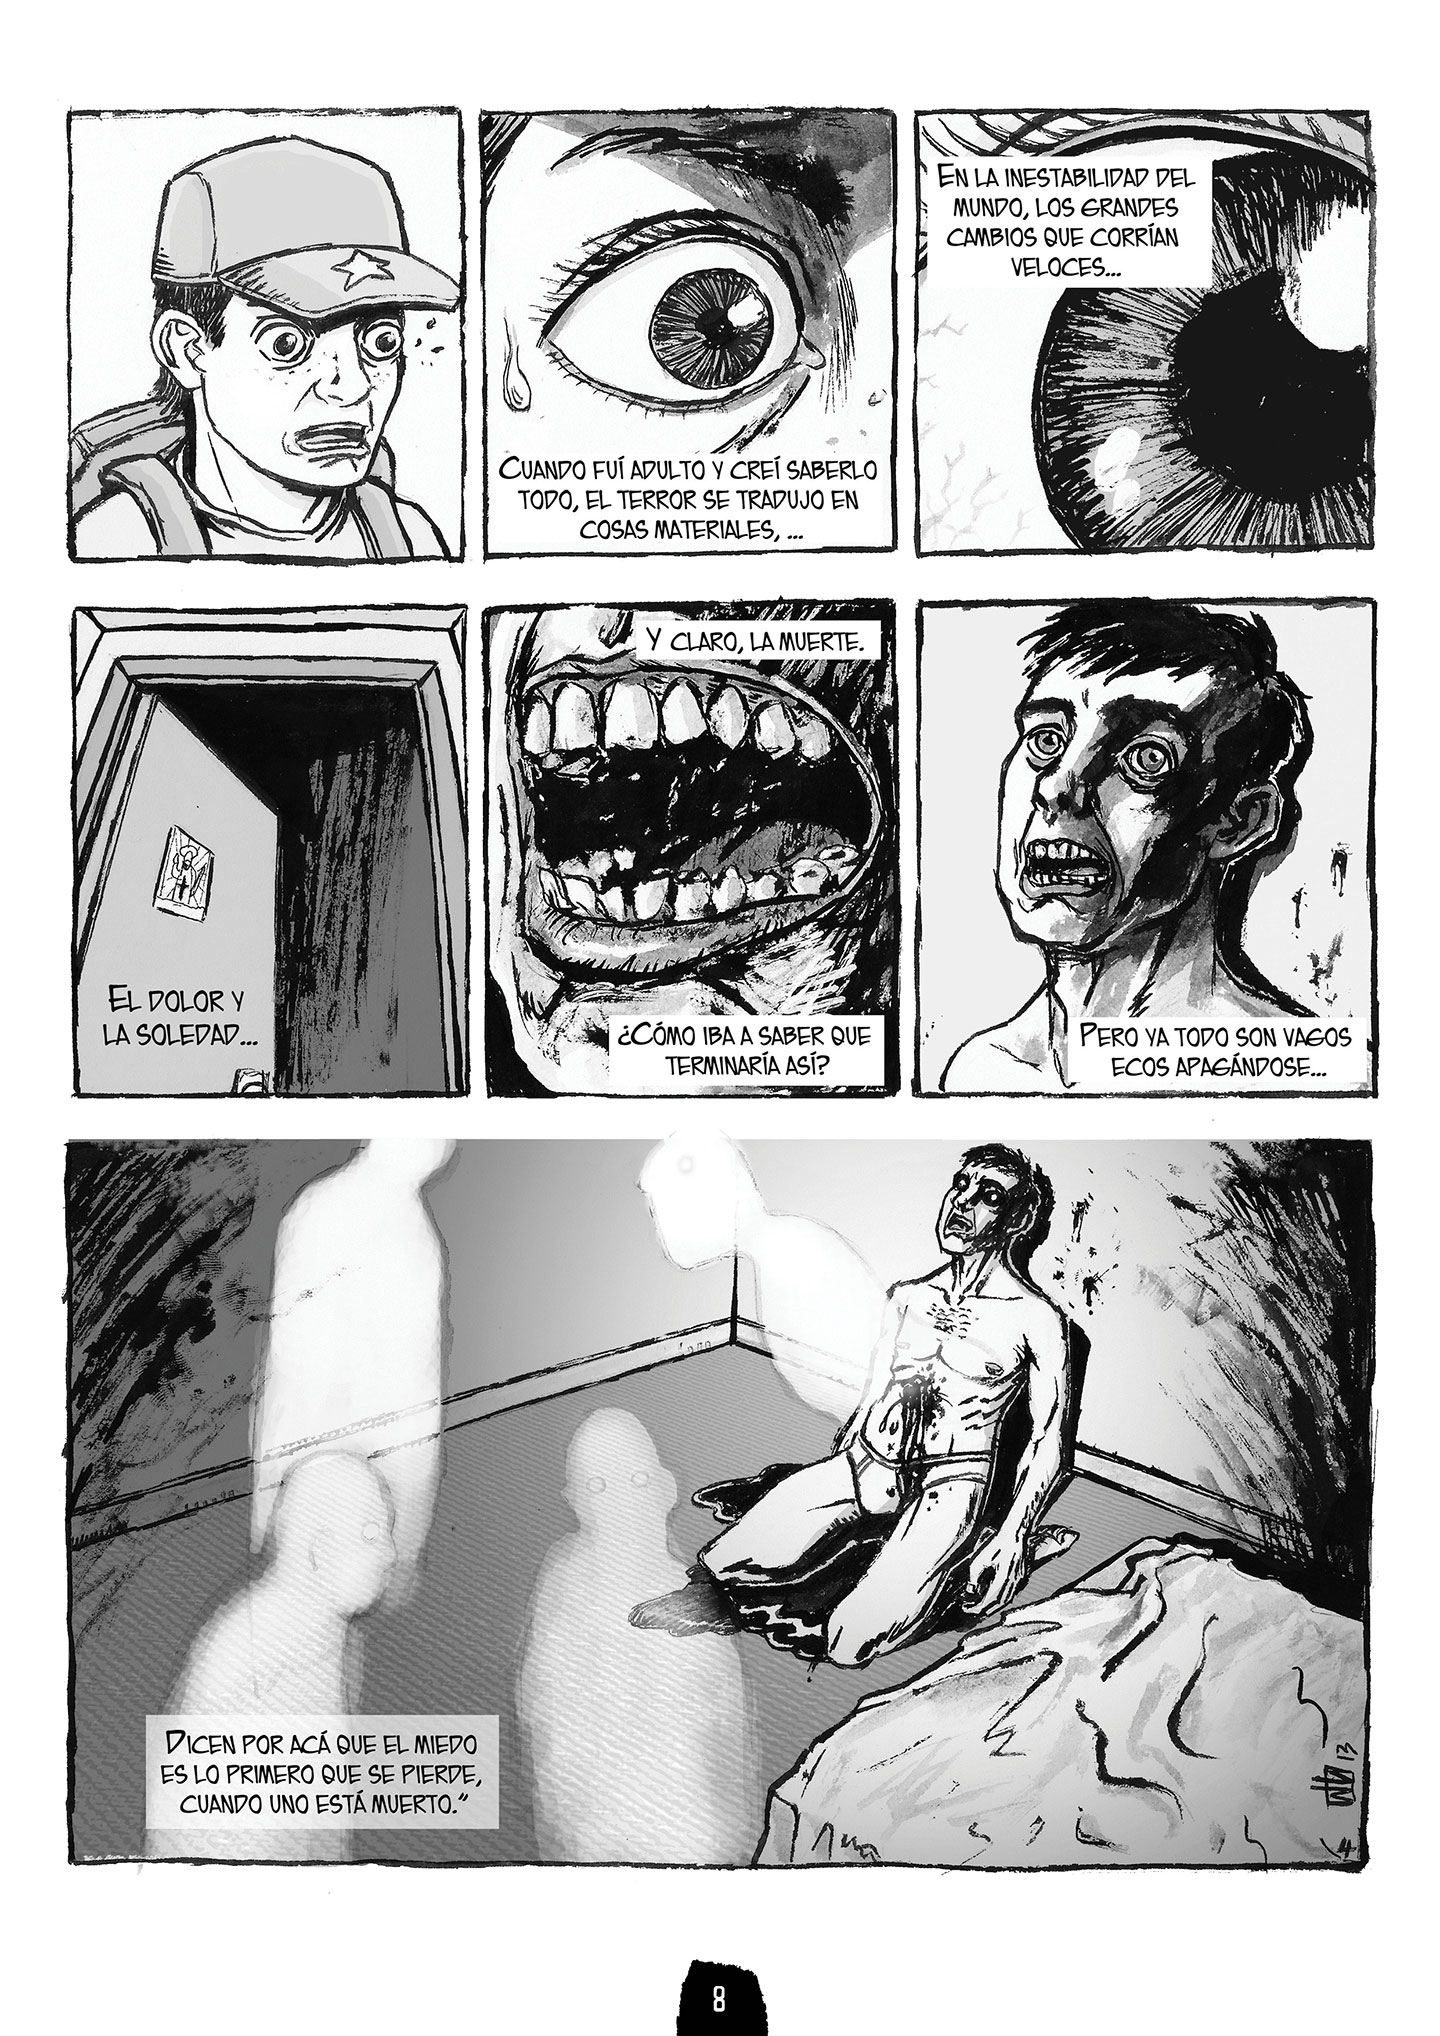 CUANDO FUÍ ADULTO Y CREÍ SABERLO
TODO, EL TERROR SE TRADUJO EN
COSAS MATERIALES, ...
EN LA INESTABILIDAD DEL
MUNDO, LOS GRANDES
CAMBIOS QUE CORRÍAN
VELOCES...
EL DOLOR Y
LA SOLEDAD...
Y CLARO, LA MUERTE.
¿CÓMO IBA A SABER QUE
TERMINARÍA ASÍ?
PERO YA TODO SON VAGOS
ECOS APAGÁNDOSE...
DICEN POR ACÁ QUE EL MIEDO
ES LO PRIMERO QUE SE PIERDE,
CUANDO UNO ESTÁ MUERTO."
13
4
8